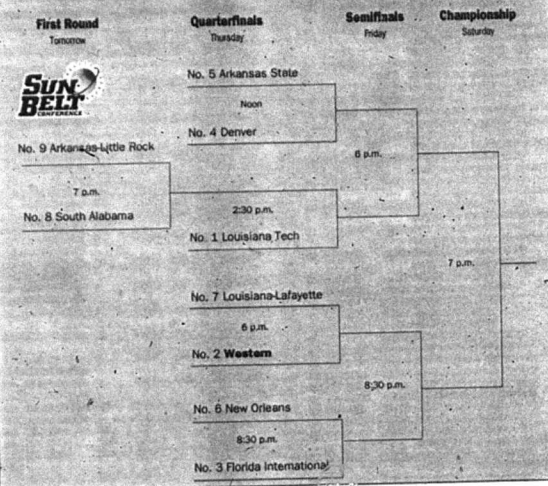 First Round
Tomorrow
Quarterfinals
Thursday
Semifinals
Friday
Championship
Saturday
SUN
BELT
CONFERENCE
No. 5 Arkansas State
Noon
No. 4 Denver
No. 9 Arkansas-Little Rock
7 p.m.
No. 8 South Alabama
2:30 p.m.
No. 1 Louisiana Tech
6 p.m.
7 p.m.
No. 7 Louisiana-Lafayette
6 p.m.
No. 2 Western
8:30 p.m.
No. 6 New Orleans
8:30 p.m.
No. 3 Florida International